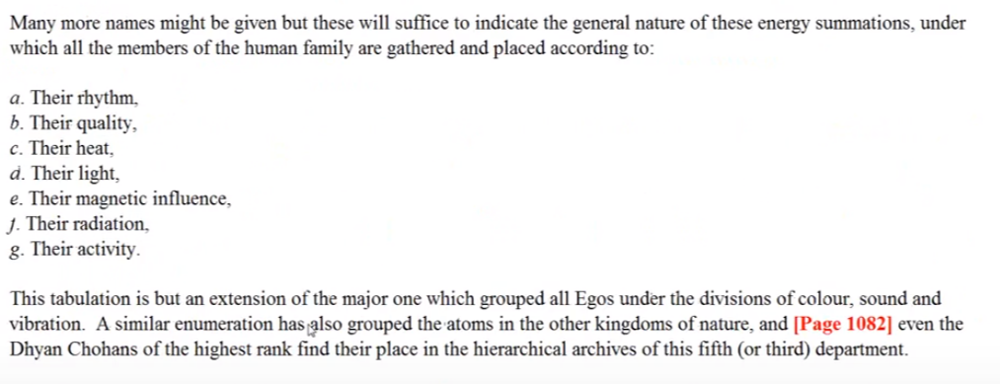 Many more names might be given but these will suffice to indicate the general nature of these energy summations, under
which all the members of the human family are gathered and placed according to:
a. Their rhythm,
b. Their quality,
c. Their heat,
d. Their light,
e. Their magnetic influence,
f. Their radiation,
g. Their activity.
This tabulation is but an extension of the major one which grouped all Egos under the divisions of colour, sound and
vibration. A similar enumeration has also grouped the atoms in the other kingdoms of nature, and [Page 1082] even the
Dhyan Chohans of the highest rank find their place in the hierarchical archives of this fifth (or third) department.